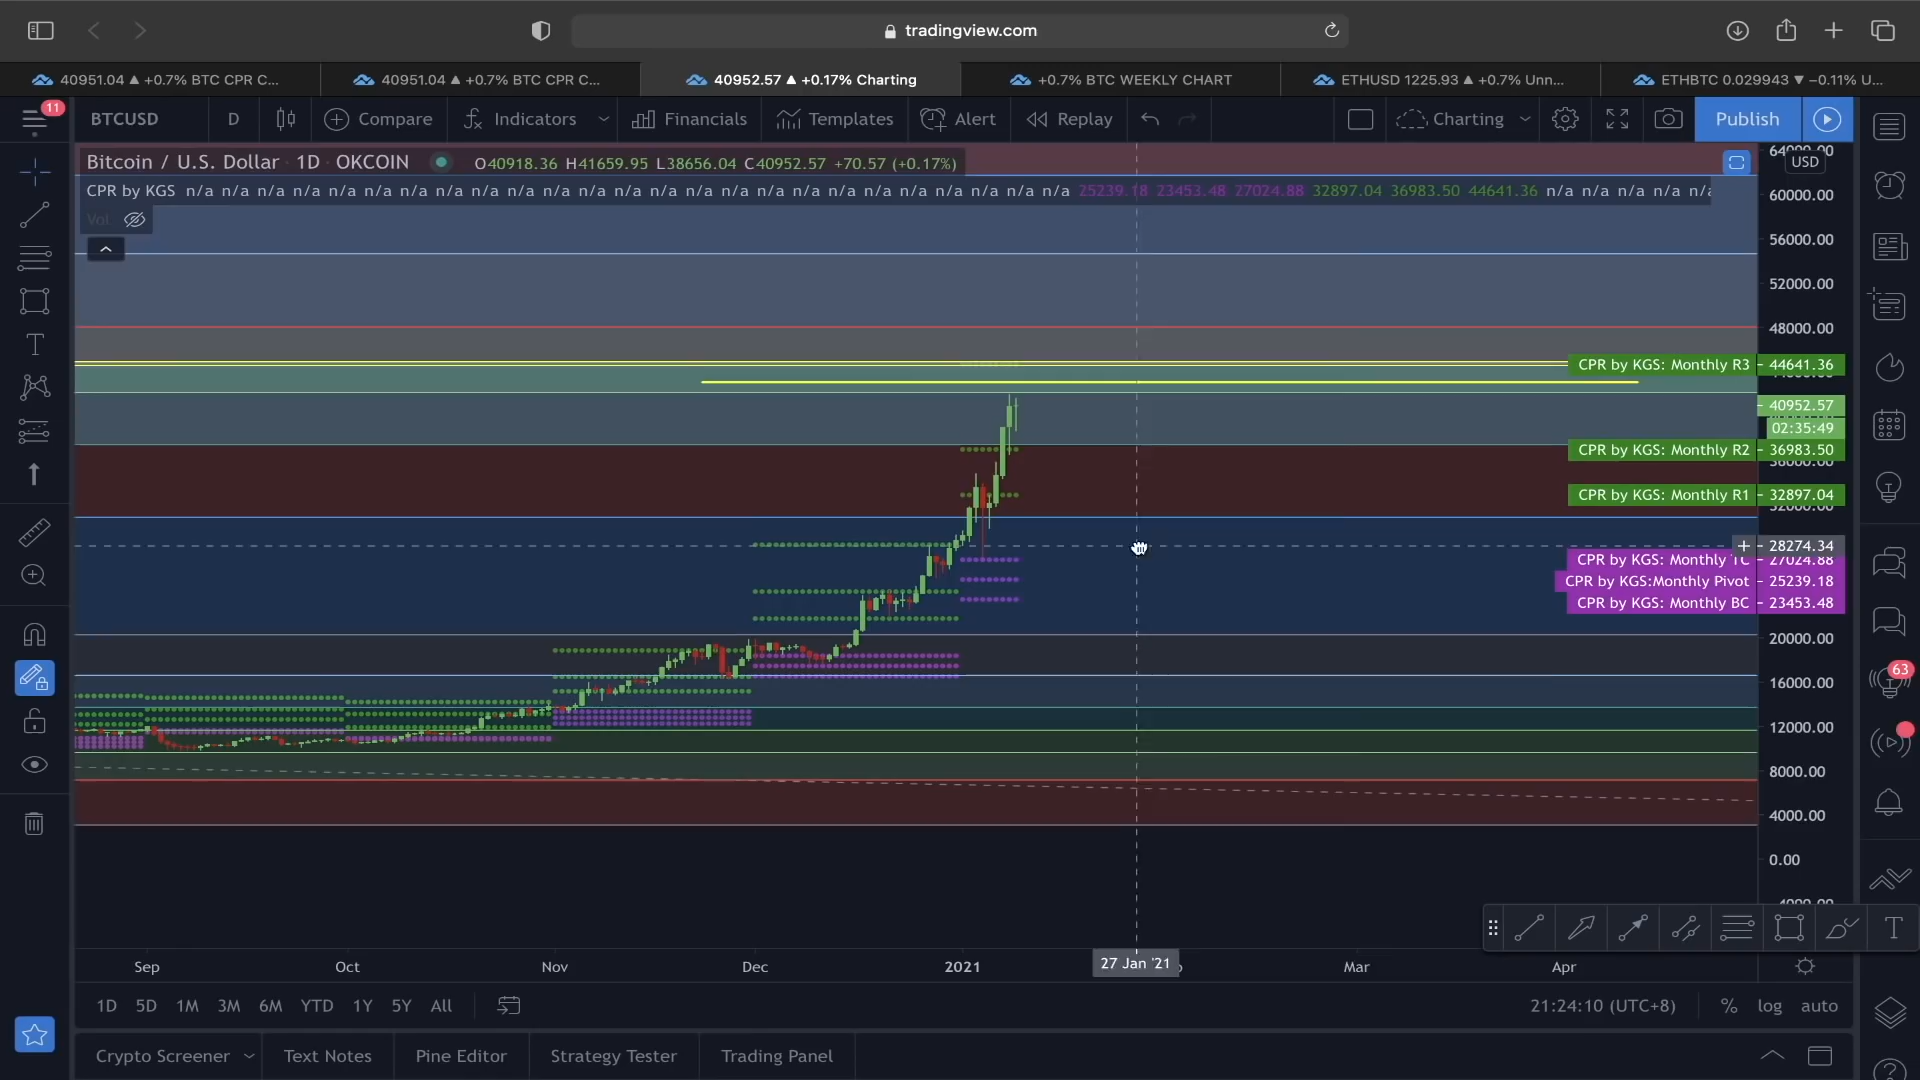 tradingview.com
40951.04 ▲ +0.7% BTC CPR C...
40951.04 ▲ +0.7% BTC CPR C...
40952.57 ▲ +0.17% Charting
+0.7% BTC WEEKLY CHART
ETHUSD 1225.93 ▲ +0.7% Unn...
ETHBTC 0.029943 ▼ −0.11% U...
11
BTCUSD D Compare Indicators Financials Templates Alert Replay Charting Publish
Bitcoin / U.S. Dollar · 1D · OKCOIN O40918.36 H41659.95 L38656.04 C40952.57 +70.57 (+0.17%)
USD
CPR by KGS n/a n/a n/a n/a n/a n/a n/a n/a n/a n/a n/a n/a n/a n/a n/a n/a n/a n/a n/a n/a n/a n/a n/a n/a n/a 25239.18 23453.48 27024.88 32897.04 36983.50 44641.36 n/a n/a n/a n/a n/a
Vol
60000.00
56000.00
52000.00
48000.00
CPR by KGS: Monthly R3 44641.36
40952.57
02:35:49
CPR by KGS: Monthly R2 36983.50
CPR by KGS: Monthly R1 32897.04
28274.34
CPR by KGS: Monthly TC 27024.88
CPR by KGS:Monthly Pivot 25239.18
CPR by KGS: Monthly BC 23453.48
20000.00
16000.00
63
12000.00
8000.00
4000.00
0.00
T
Sep Oct Nov Dec 2021 27 Jan '21 Mar Apr
1D 5D 1M 3M 6M YTD 1Y 5Y All 21:24:10 (UTC+8) % log auto
Crypto Screener Text Notes Pine Editor Strategy Tester Trading Panel